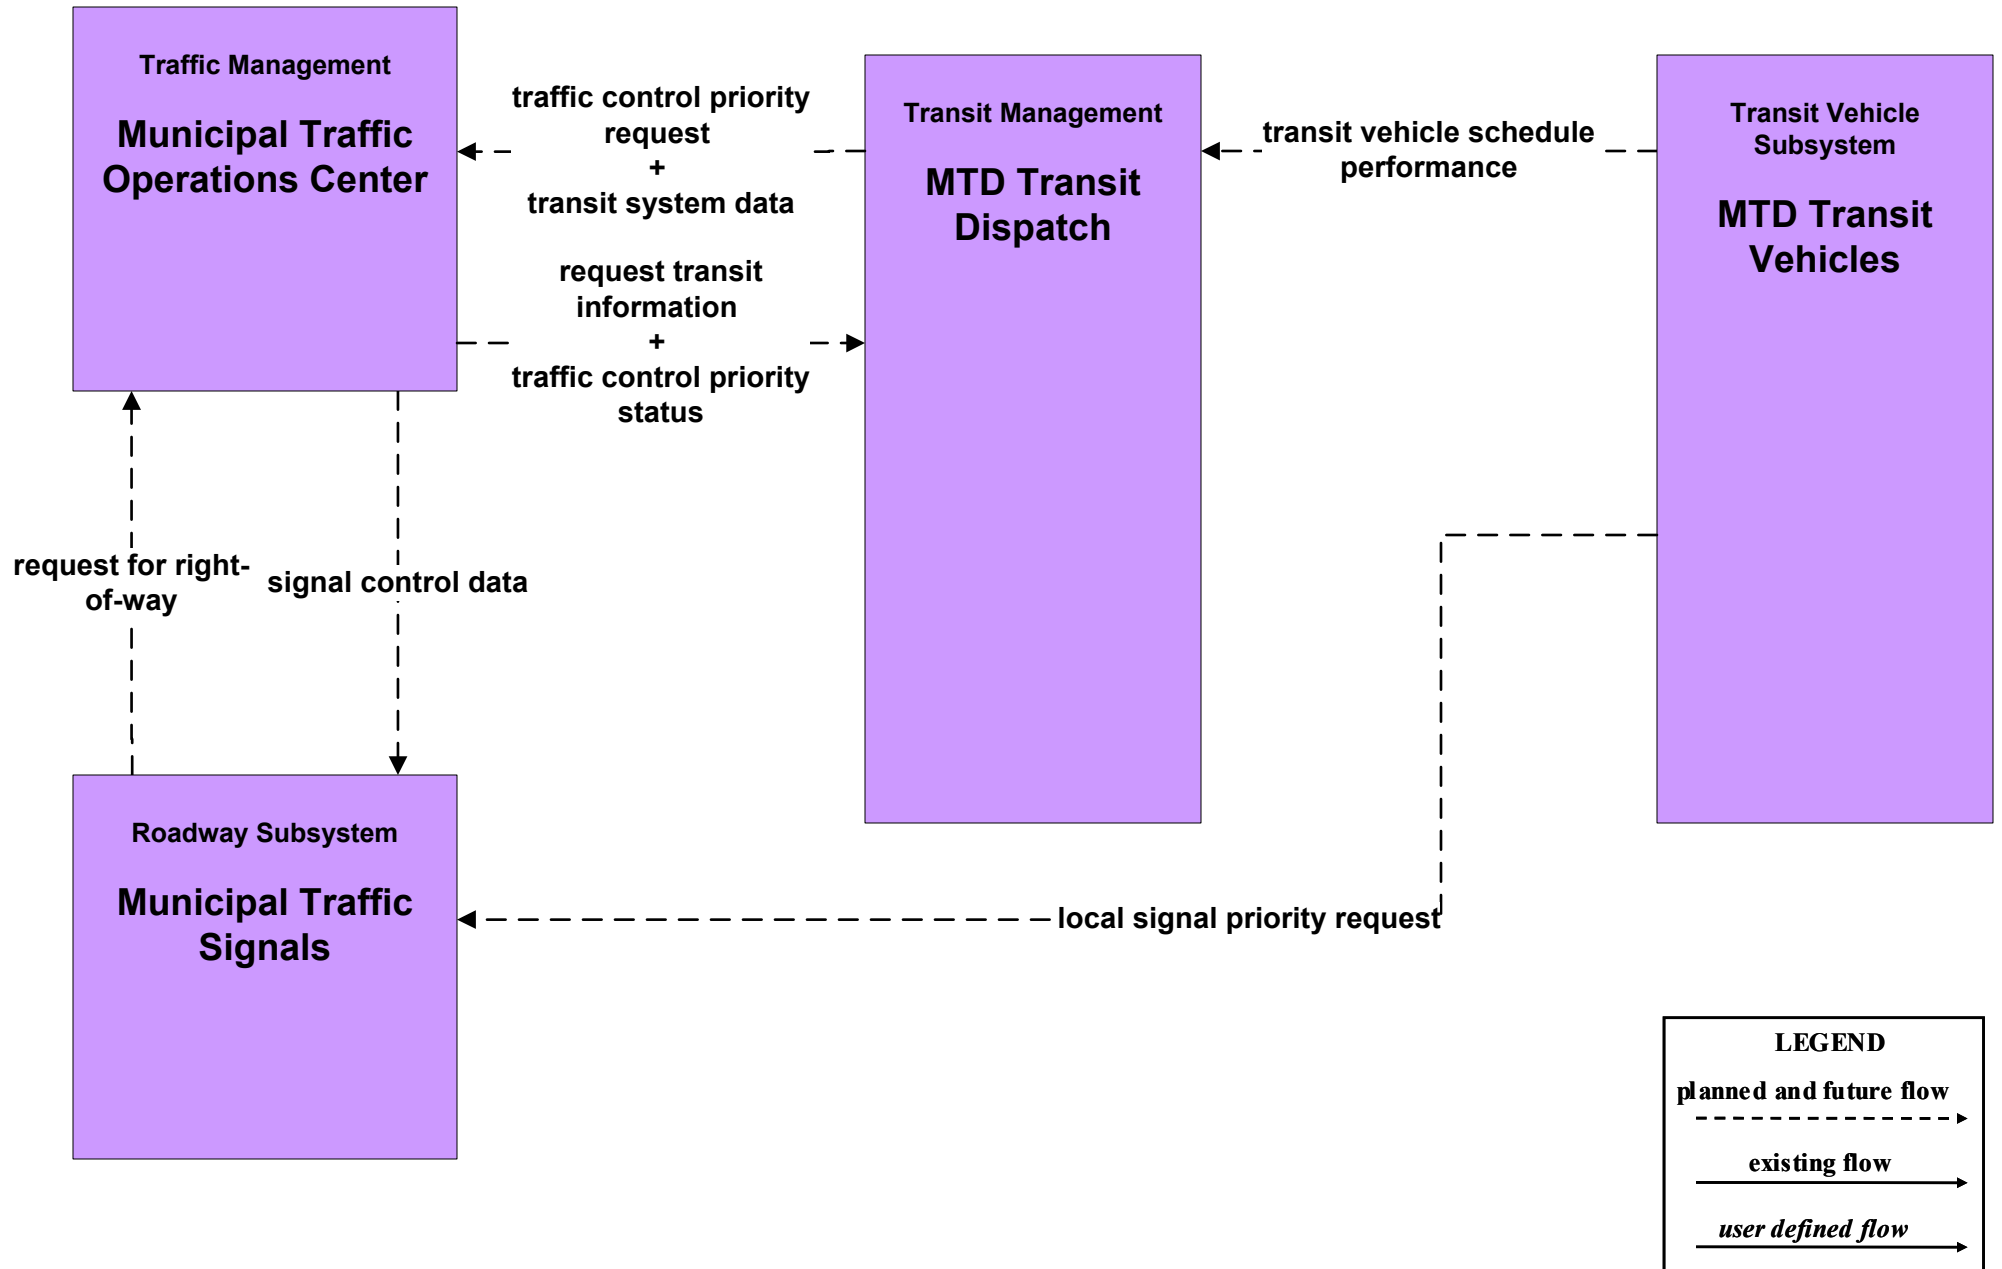 Traffic Management
Municipal Traffic
Operations Center
traffic control priority
request
+
transit system data
request transit
information
+
traffic control priority
status
Transit Management
MTD Transit
Dispatch
transit vehicle schedule
performance
Transit Vehicle
Subsystem
MTD Transit
Vehicles
request for right-
of-way
signal control data
Roadway Subsystem
Municipal Traffic
Signals
local signal priority request
LEGEND
planned and future flow
existing flow
user defined flow